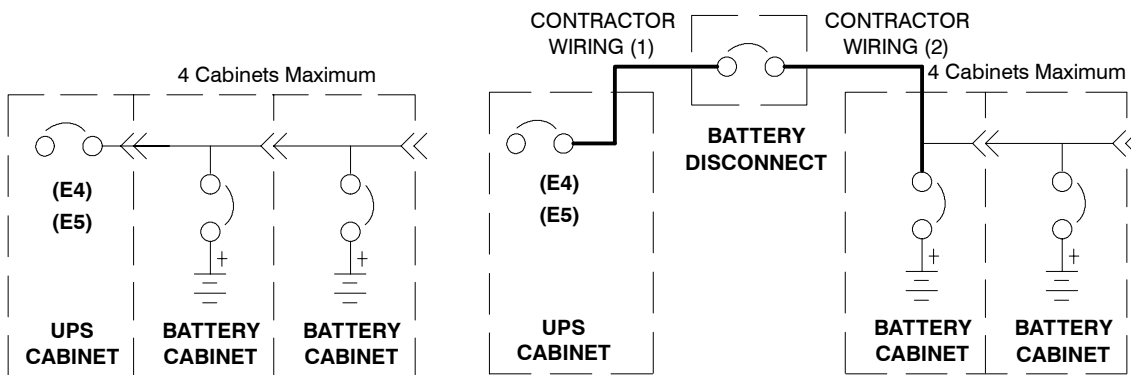 4 Cabinets Maximum
(E4)
(E5)
+
+
UPS
CABINET
BATTERY
CABINET
BATTERY
CABINET
CONTRACTOR
WIRING (1)
CONTRACTOR
WIRING (2)
4 Cabinets Maximum
BATTERY
DISCONNECT
(E4)
(E5)
+
+
UPS
CABINET
BATTERY
CABINET
BATTERY
CABINET